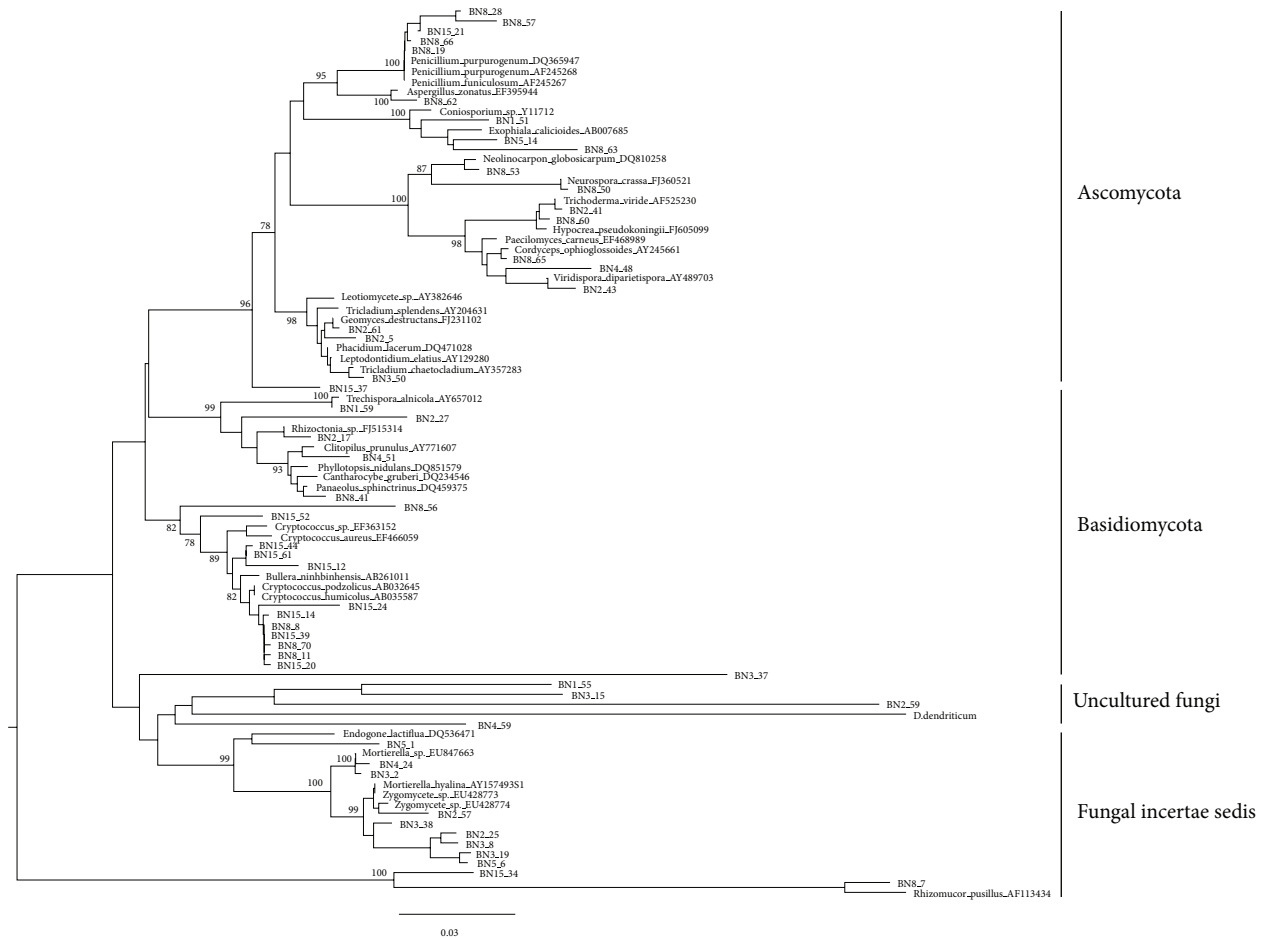 BN8_28
BN8_57
BN15_21
BN8_66
BN8_19
Penicillium_purpurogenum_DQ365947
100
Penicillium_purpurogenum_AF245268
95
Penicillium_funiculosum_AF245267
Aspergillus_zonatus_EF395944
100
BN8_62
Coniosporium_sp._Y11712
100
BN1_51
Exophiala_calicioides_AB007685
BN5_14
BN8_63
Neolinocarpon_globosicarpum_DQ810258
87
BN8_53
Neurospora_crassa_FJ360521
BN8_50
Ascomycota
100
Trichoderma_viride_AF525230
BN2_41
BN8_60
78
Hypocrea_pseudokoningii_FJ605099
98
Paecilomyces_carneus_EF468989
Cordyceps_ophioglossoides_AY245661
BN8_65
BN4_48
Viridispora_diparietispora_AY489703
BN2_43
Leotiomycete_sp._AY382646
96
Tricladium_splendens_AY204631
98
Geomyces_destructans_FJ231102
BN2_61
BN2_5
Phacidium_lacerum_DQ471028
Leptodontidium_elatius_AY129280
Tricladium_chaetocladium_AY357283
BN3_50
BN15_37
100
Trechispora_alnicola_AY657012
99
BN1_59
BN2_27
Rhizoctonia_sp._FJ515314
BN2_17
Clitopilus_prunulus_AY771607
BN4_51
93
Phyllotopsis_nidulans_DQ851579
Cantharocybe_gruberi_DQ234546
Panaeolus_sphinctrinus_DQ459375
BN8_41
BN8_56
82
BN15_52
Basidiomycota
78
Cryptococcus_sp._EF363152
Cryptococcus_aureus_EF466059
89
BN15_44
BN15_61
BN15_12
Bullera_ninhbinhensis_AB261011
Cryptococcus_podzolicus_AB032645
82
Cryptococcus_humicolus_AB035587
BN15_24
BN15_14
BN8_8
BN15_39
BN8_70
BN8_11
BN15_20
BN3_37
BN1_55
BN3_15
Uncultured fungi
BN2_59
D.dendriticum
BN4_59
Endogone_lactiflua_DQ536471
BN5_1
99
Mortierella_sp._EU847663
100
BN4_24
BN3_2
100
Mortierella_hyalina_AY157493S1
Zygomycete_sp._EU428773
99
Zygomycete_sp._EU428774
BN2_57
Fungal incertae sedis
BN3_38
BN2_25
BN3_8
BN3_19
BN5_6
100
BN15_34
BN8_7
Rhizomucor_pusillus_AF113434
0.03